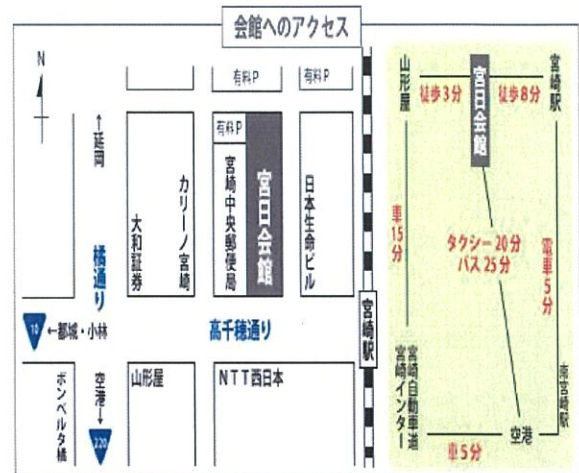 会館へのアクセス
N
↑延岡
有料P
有料P
有料P
大和証券
カリーノ宮崎
宮崎中央郵便局
宮日会館
日本生命ビル
橘通り
高千穂通り
宮崎駅
10
←都城・小林
ボンベルタ橘
空港→
220
山形屋
NTT西日本
山形屋
徒歩3分
宮日会館
徒歩8分
宮崎駅
車15分
タクシー20分
バス25分
電車5分
宮崎自動車道
宮崎インター
車5分
空港
南宮崎駅